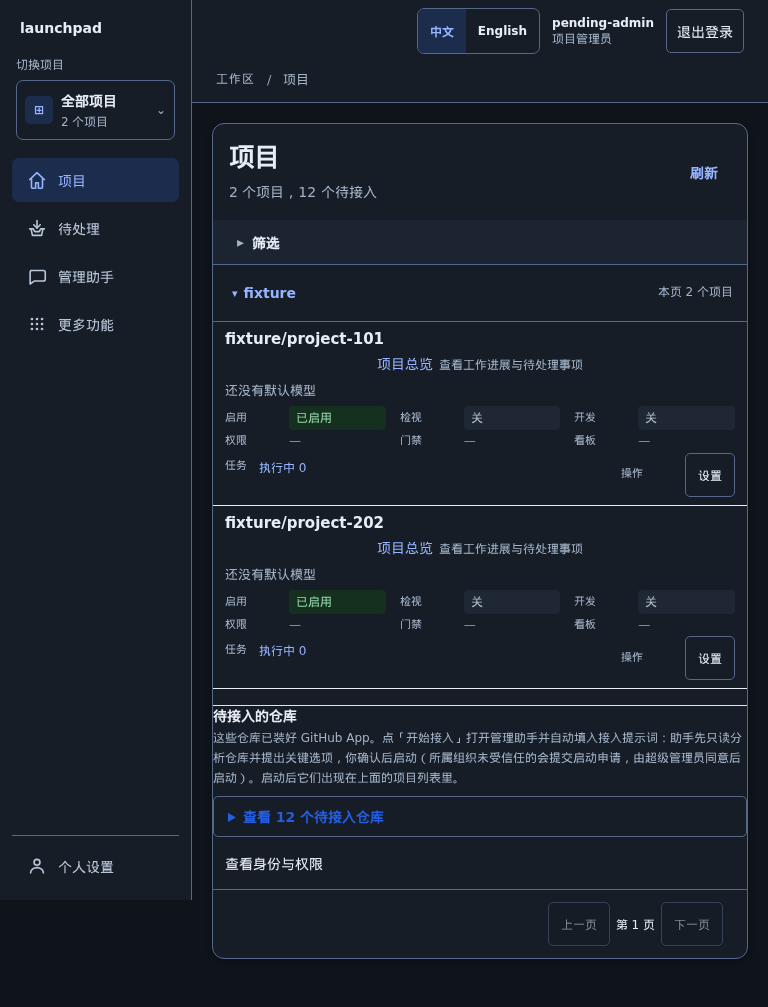 launchpad
切换项目
全部项目
2 个项目
项目
待处理
管理助手
更多功能
个人设置
中文 English
pending-admin
项目管理员
退出登录
工作区 / 项目
项目
2 个项目，12 个待接入
刷新
筛选
fixture
本页 2 个项目
fixture/project-101
项目总览 查看工作进展与待处理事项
还没有默认模型
启用 已启用 检视 关 开发 关
权限 — 门禁 — 看板 —
任务 执行中 0 操作 设置
fixture/project-202
项目总览 查看工作进展与待处理事项
还没有默认模型
启用 已启用 检视 关 开发 关
权限 — 门禁 — 看板 —
任务 执行中 0 操作 设置
待接入的仓库
这些仓库已装好 GitHub App。点「开始接入」打开管理助手并自动填入接入提示词：助手先只读分
析仓库并提出关键选项，你确认后启动（所属组织未受信任的会提交启动申请，由超级管理员同意后
启动）。启动后它们出现在上面的项目列表里。
查看 12 个待接入仓库
查看身份与权限
上一页 第 1 页 下一页